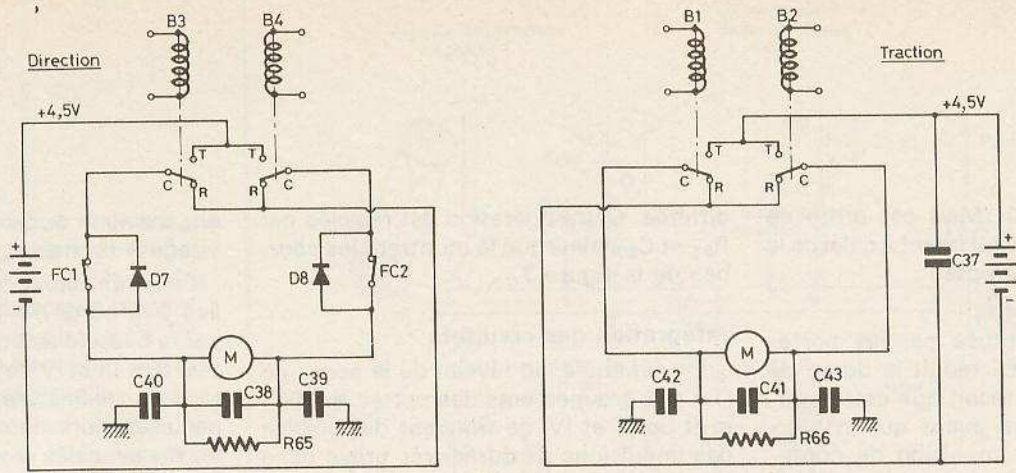 B3
B4
Direction
+4,5V
T
T
C
R
C
+
FC1
D7
D8
FC2
M
C40
C38
C39
R65
B1
B2
Traction
+4,5V
T
T
C
R
C
+
C37
-
M
C42
C41
C43
R66